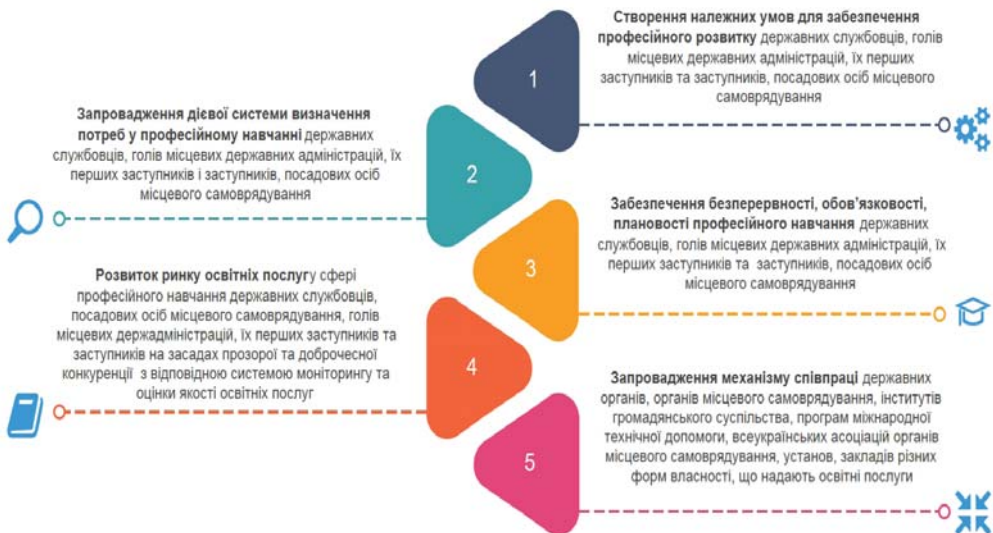 1
Створення належних умов для забезпечення
професійного розвитку державних службовців, голів
місцевих державних адміністрацій, їх перших
заступників та заступників, посадових осіб місцевого
самоврядування
2
Запровадження дієвої системи визначення
потреб у професійному навчанні державних
службовців, голів місцевих державних адміністрацій, їх
перших заступників і заступників, посадових осіб
місцевого самоврядування
3
Забезпечення безперервності, обов’язковості,
плановості професійного навчання державних
службовців, голів місцевих державних адміністрацій, їх
перших заступників та заступників, посадових осіб
місцевого самоврядування
4
Розвиток ринку освітніх послугу сфері
професійного навчання державних службовців,
посадових осіб місцевого самоврядування, голів
місцевих держадміністрацій, їх перших заступників та
заступників на засадах прозорої та доброчесної
конкуренції з відповідною системою моніторингу та
оцінки якості освітніх послуг
5
Запровадження механізму співпраці державних
органів, органів місцевого самоврядування, інститутів
громадянського суспільства, програм міжнародної
технічної допомоги, всеукраїнських асоціацій органів
місцевого самоврядування, установ, закладів різних
форм власності, що надають освітні послуги